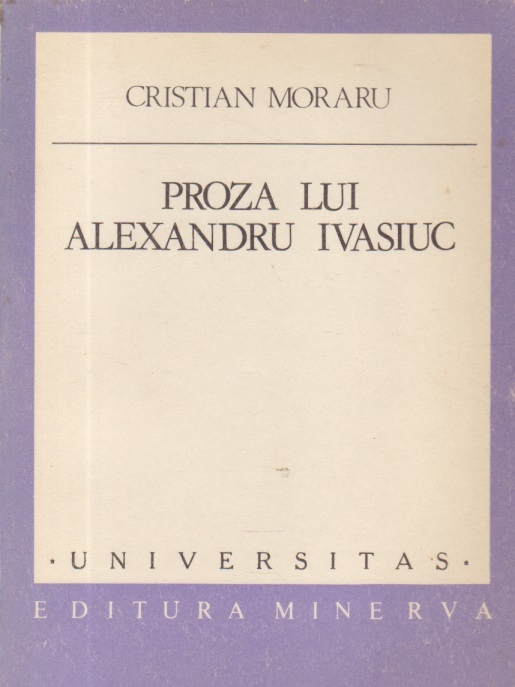 CRISTIAN MORARU
PROZA LUI
ALEXANDRU IVASIUC
* UNIVERSITAS *
EDITURA MINERVA